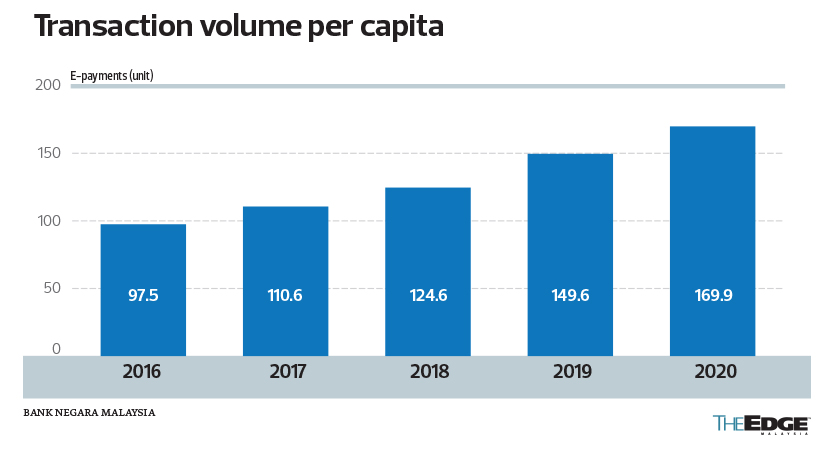 Transaction volume per capita
E-payments (unit)
200
150
100
50
0
97.5 110.6 124.6 149.6 169.9
2016 2017 2018 2019 2020
BANK NEGARA MALAYSIA
THEEDGE
MALAYSIA